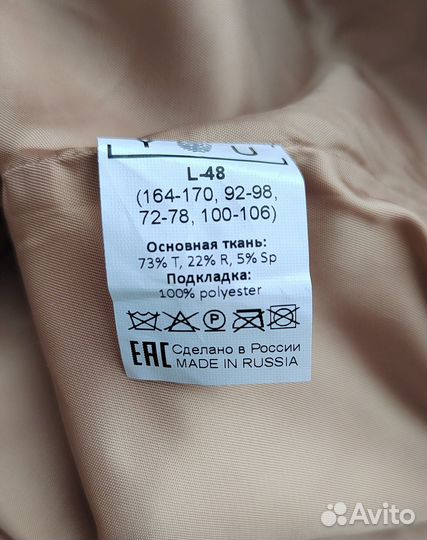 L-48
(164-170, 92-98,
72-78, 100-106)
Основная ткань:
73% T, 22% R, 5% Sp
Подкладка:
100% polyester
P
EAC Сделано в России
MADE IN RUSSIA
Avito